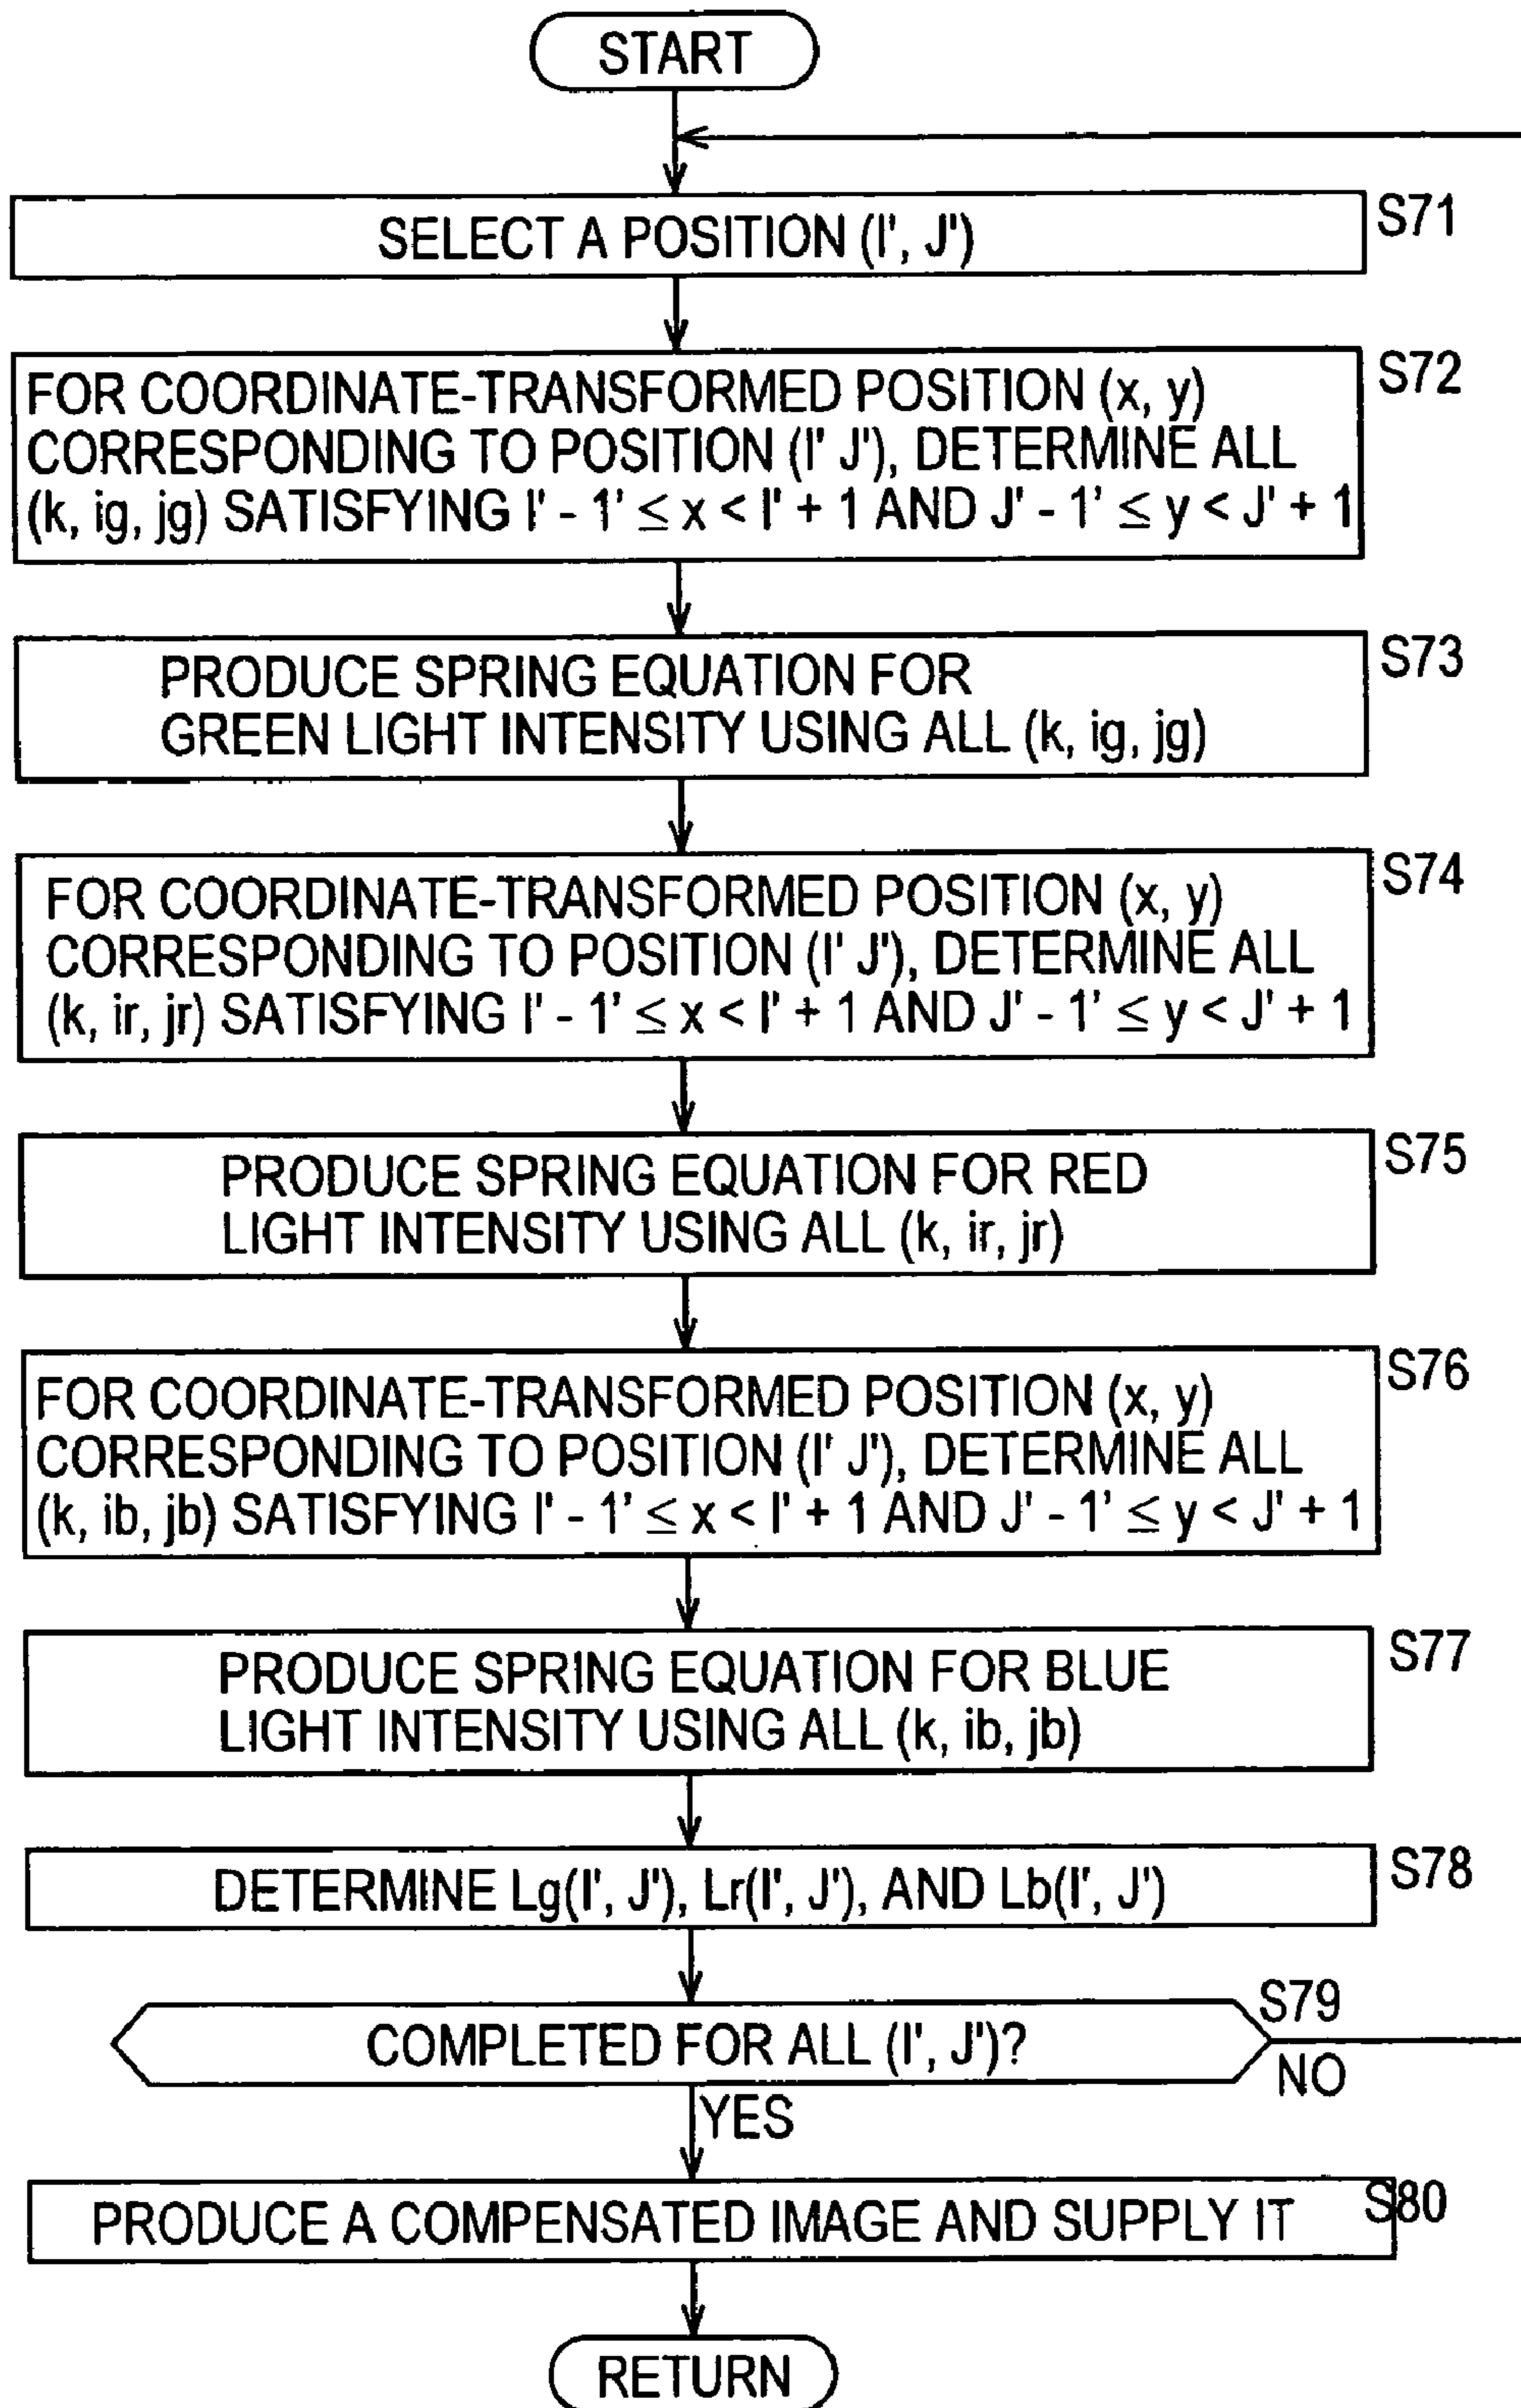 START
SELECT A POSITION (I', J')
S71
FOR COORDINATE-TRANSFORMED POSITION (x, y)
CORRESPONDING TO POSITION (I' J'), DETERMINE ALL
(k, ig, jg) SATISFYING I' - 1' ≤ x < I' + 1 AND J' - 1' ≤ y < J' + 1
S72
PRODUCE SPRING EQUATION FOR
GREEN LIGHT INTENSITY USING ALL (k, ig, jg)
S73
FOR COORDINATE-TRANSFORMED POSITION (x, y)
CORRESPONDING TO POSITION (I' J'), DETERMINE ALL
(k, ir, jr) SATISFYING I' - 1' ≤ x < I' + 1 AND J' - 1' ≤ y < J' + 1
S74
PRODUCE SPRING EQUATION FOR RED
LIGHT INTENSITY USING ALL (k, ir, jr)
S75
FOR COORDINATE-TRANSFORMED POSITION (x, y)
CORRESPONDING TO POSITION (I' J'), DETERMINE ALL
(k, ib, jb) SATISFYING I' - 1' ≤ x < I' + 1 AND J' - 1' ≤ y < J' + 1
S76
PRODUCE SPRING EQUATION FOR BLUE
LIGHT INTENSITY USING ALL (k, ib, jb)
S77
DETERMINE Lg(I', J'), Lr(I', J'), AND Lb(I', J')
S78
COMPLETED FOR ALL (I', J')?
S79
NO
YES
PRODUCE A COMPENSATED IMAGE AND SUPPLY IT
S80
RETURN